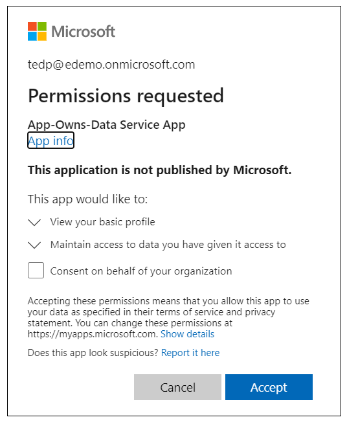 Microsoft
tedp@edemo.onmicrosoft.com
Permissions requested
App-Owns-Data Service App
App info
This application is not published by Microsoft.
This app would like to:
View your basic profile
Maintain access to data you have given it access to
Consent on behalf of your organization
Accepting these permissions means that you allow this app to use
your data as specified in their terms of service and privacy
statement. You can change these permissions at
https://myapps.microsoft.com. Show details
Does this app look suspicious? Report it here
Cancel
Accept